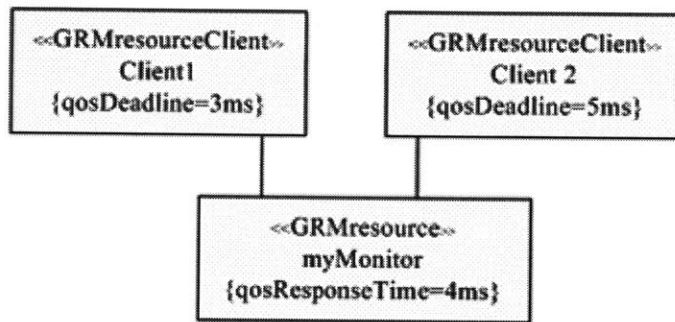 «GRMresourceClient»
Client1
{qosDeadline=3ms}
«GRMresourceClient»
Client 2
{qosDeadline=5ms}
«GRMresource»
myMonitor
{qosResponseTime=4ms}